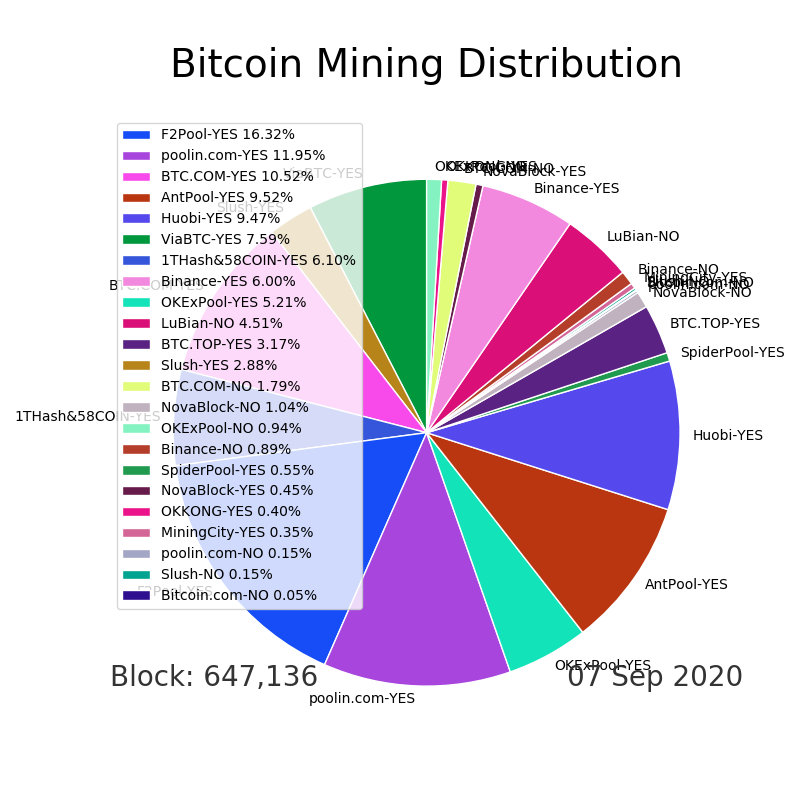 Bitcoin Mining Distribution
F2Pool-YES 16.32%
poolin.com-YES 11.95%
BTC.COM-YES 10.52%
AntPool-YES 9.52%
Huobi-YES 9.47%
ViaBTC-YES 7.59%
1THash&58COIN-YES 6.10%
Binance-YES 6.00%
OKExPool-YES 5.21%
LuBian-NO 4.51%
BTC.TOP-YES 3.17%
Slush-YES 2.88%
BTC.COM-NO 1.79%
NovaBlock-NO 1.04%
OKExPool-NO 0.94%
Binance-NO 0.89%
SpiderPool-YES 0.55%
NovaBlock-YES 0.45%
OKKONG-YES 0.40%
MiningCity-YES 0.35%
poolin.com-NO 0.15%
Slush-NO 0.15%
Bitcoin.com-NO 0.05%
NovaBlock-YES
Binance-YES
LuBian-NO
Binance-NO
MiningCity-YES
NovaBlock-NO
BTC.TOP-YES
SpiderPool-YES
Huobi-YES
AntPool-YES
OKExPool-YES
poolin.com-YES
F2Pool-YES
1THash&58COIN-YES
Slush-YES
Block: 647,136
07 Sep 2020